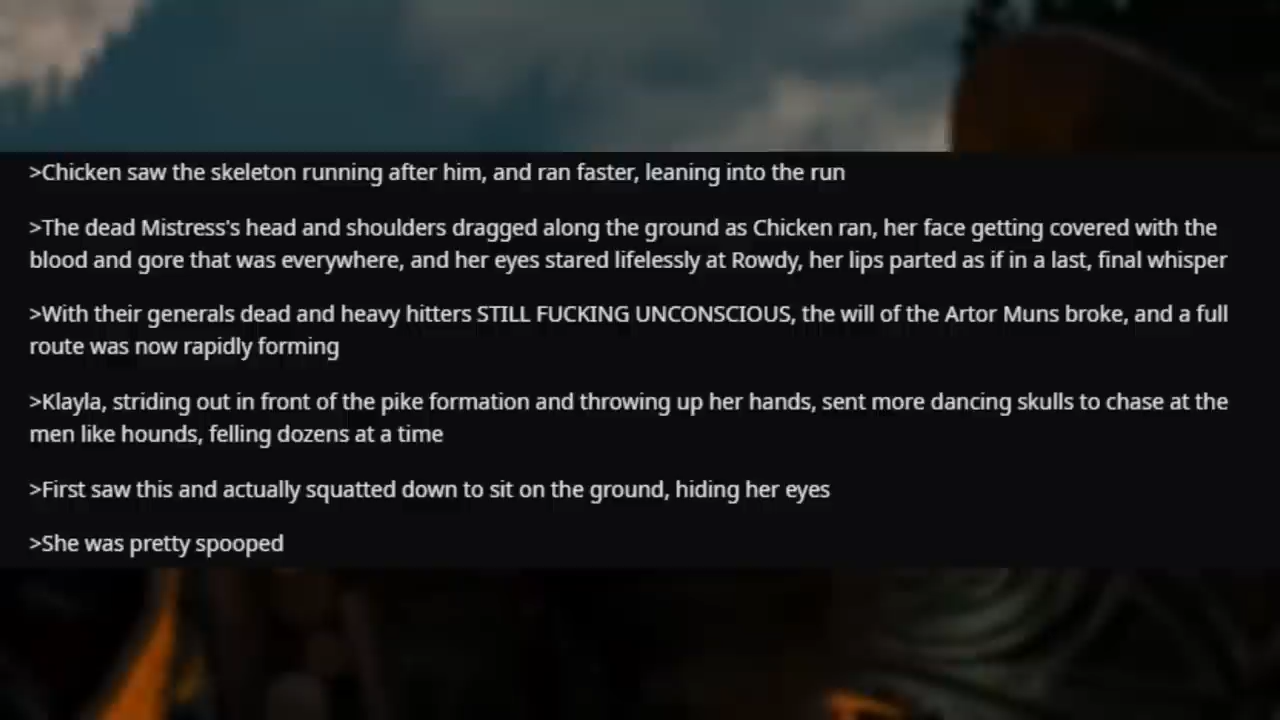 >Chicken saw the skeleton running after him, and ran faster, leaning into the run
>The dead Mistress's head and shoulders dragged along the ground as Chicken ran, her face getting covered with the
blood and gore that was everywhere, and her eyes stared lifelessly at Rowdy, her lips parted as if in a last, final whisper
>With their generals dead and heavy hitters STILL FUCKING UNCONSCIOUS, the will of the Artor Muns broke, and a full
route was now rapidly forming
>Klayla, striding out in front of the pike formation and throwing up her hands, sent more dancing skulls to chase at the
men like hounds, felling dozens at a time
>First saw this and actually squatted down to sit on the ground, hiding her eyes
>She was pretty spooped